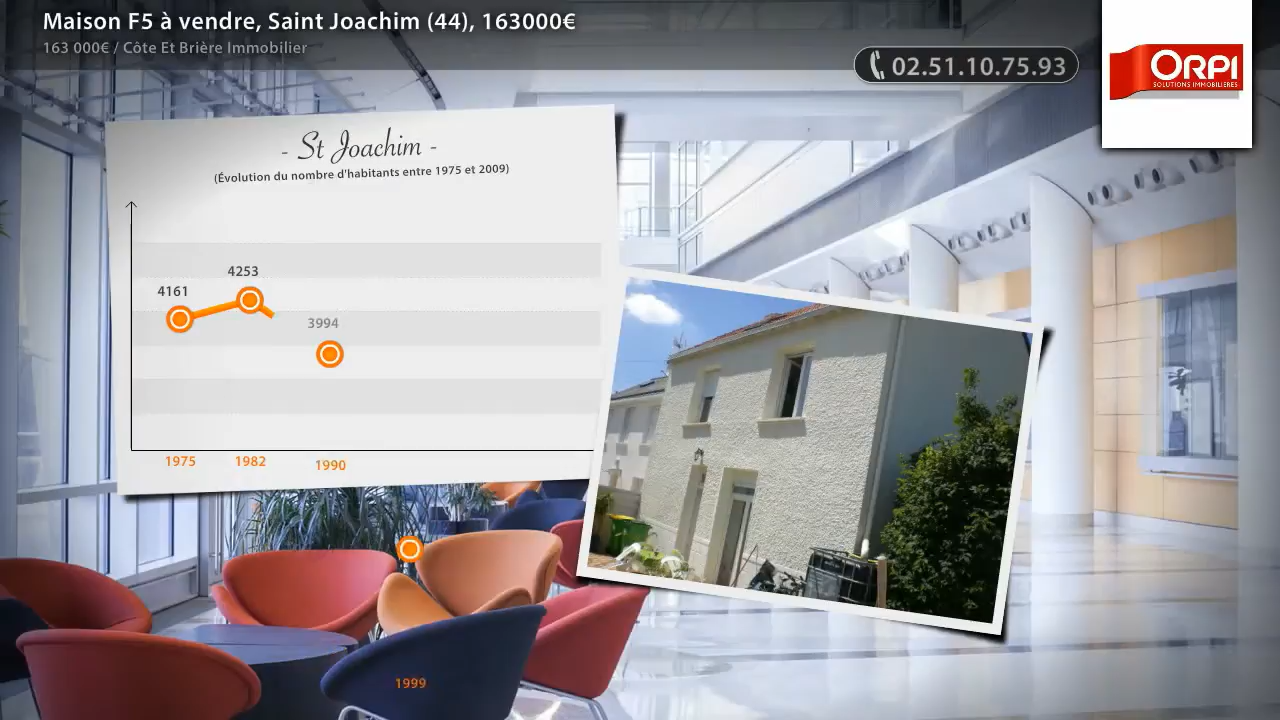 Maison F5 à vendre, Saint Joachim (44), 163000€
163 000€ / Côte Et Brière Immobilier
02.51.10.75.93
ORPI
SOLUTIONS IMMOBILIÈRES
- St Joachim -
(Évolution du nombre d'habitants entre 1975 et 2009)
4253
4161
3994
1975
1982
1990
1999